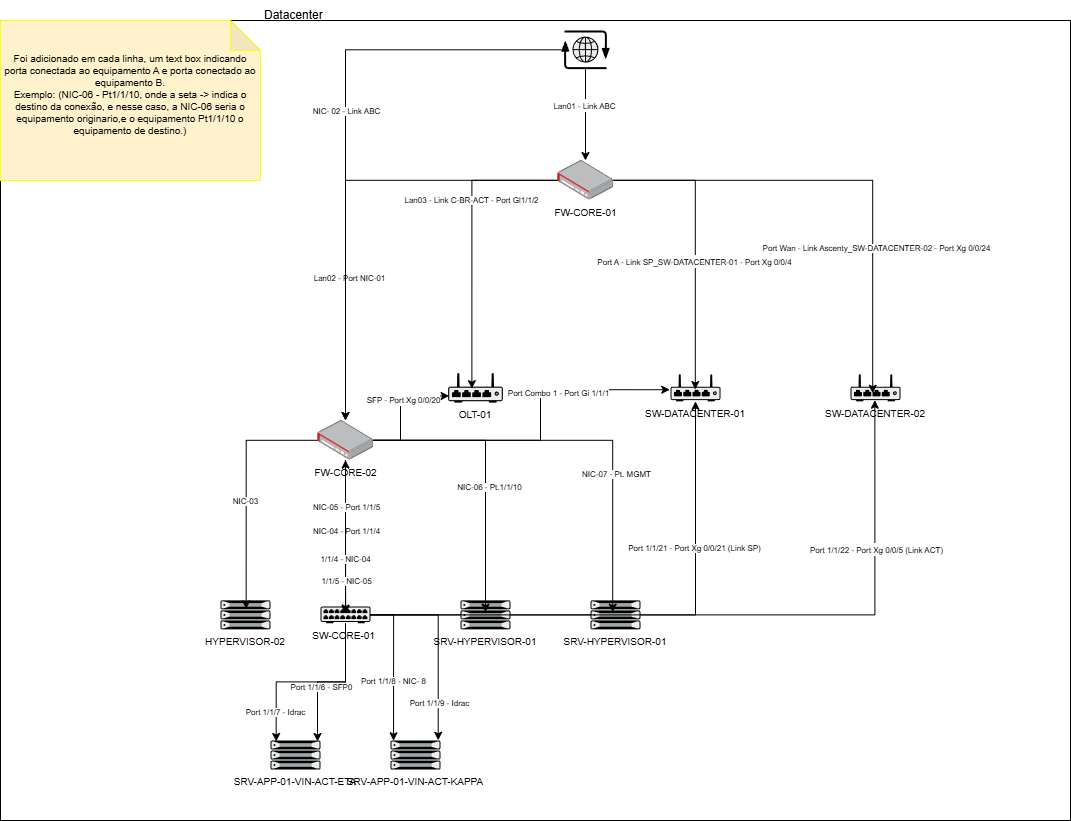 Datacenter
Foi adicionado em cada linha, um text box indicando
porta conectada ao equipamento A e porta conectado ao
equipamento B.
Exemplo: (NIC-06 - Pt1/1/10, onde a seta -> indica o
destino da conexão, e nesse caso, a NIC-06 seria o
equipamento originario,e o equipamento Pt1/1/10 o
equipamento de destino.)
NIC- 02 - Link ABC
Lan01 - Link ABC
FW-CORE-01
Lan03 - Link C-BR-ACT - Port GI1/1/2
Port Wan - Link Ascenty_SW-DATACENTER-02 - Port Xg 0/0/24
Port A - Link SP_SW-DATACENTER-01 - Port Xg 0/0/4
Lan02 - Port NIC-01
SFP - Port Xg 0/0/20
Port Combo 1 - Port Gi 1/1/1
OLT-01
SW-DATACENTER-01
SW-DATACENTER-02
FW-CORE-02
NIC-07 - Pt. MGMT
NIC-06 - Pt.1/1/10
NIC-03
NIC-05 - Port 1/1/5
NIC-04 - Port 1/1/4
Port 1/1/21 - Port Xg 0/0/21 (Link SP)
Port 1/1/22 - Port Xg 0/0/5 (Link ACT)
1/1/4 - NIC-04
1/1/5 - NIC-05
HYPERVISOR-02
SW-CORE-01
SRV-HYPERVISOR-01
SRV-HYPERVISOR-01
Port 1/1/6 - SFP0
Port 1/1/8 - NIC- 8
Port 1/1/9 - Idrac
Port 1/1/7 - Idrac
SRV-APP-01-VIN-ACT-ETA
SRV-APP-01-VIN-ACT-KAPPA